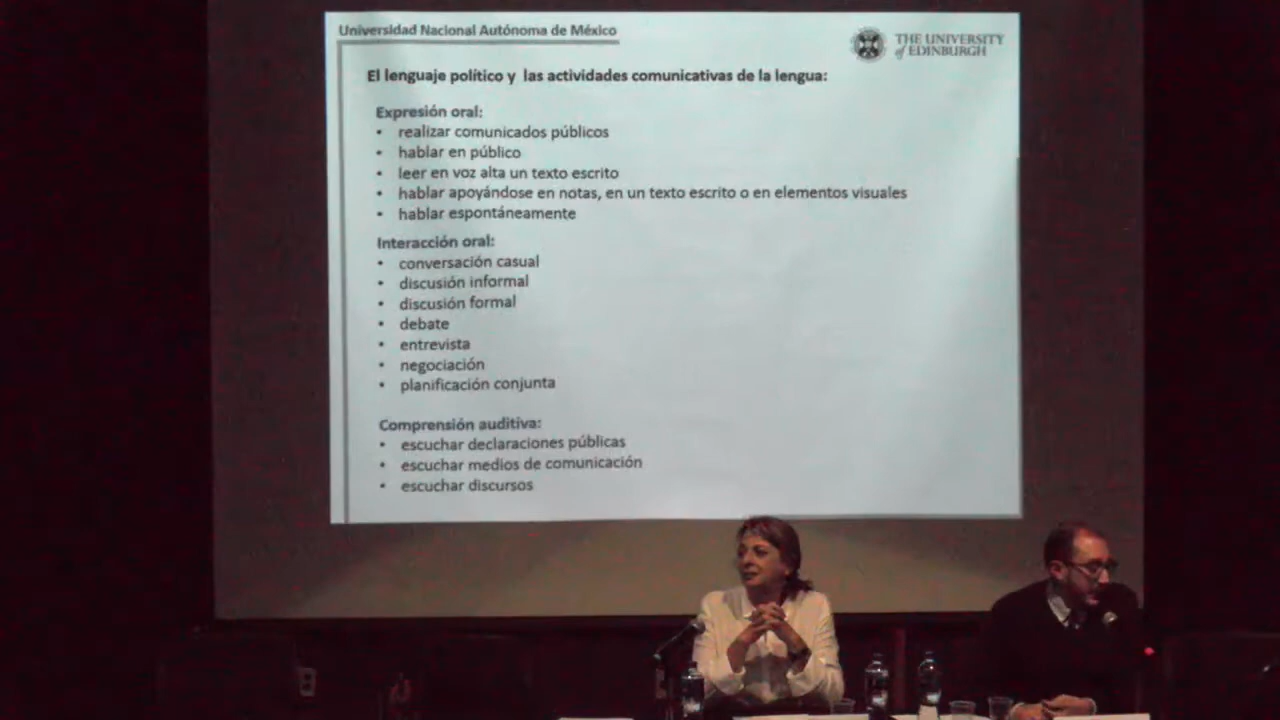 Universidad Nacional Autónoma de México
THE UNIVERSITY
of EDINBURGH
El lenguaje político y las actividades comunicativas de la lengua:
Expresión oral:
• realizar comunicados públicos
• hablar en público
• leer en voz alta un texto escrito
• hablar apoyándose en notas, en un texto escrito o en elementos visuales
• hablar espontáneamente
Interacción oral:
• conversación casual
• discusión informal
• discusión formal
• debate
• entrevista
• negociación
• planificación conjunta
Comprensión auditiva:
• escuchar declaraciones públicas
• escuchar medios de comunicación
• escuchar discursos